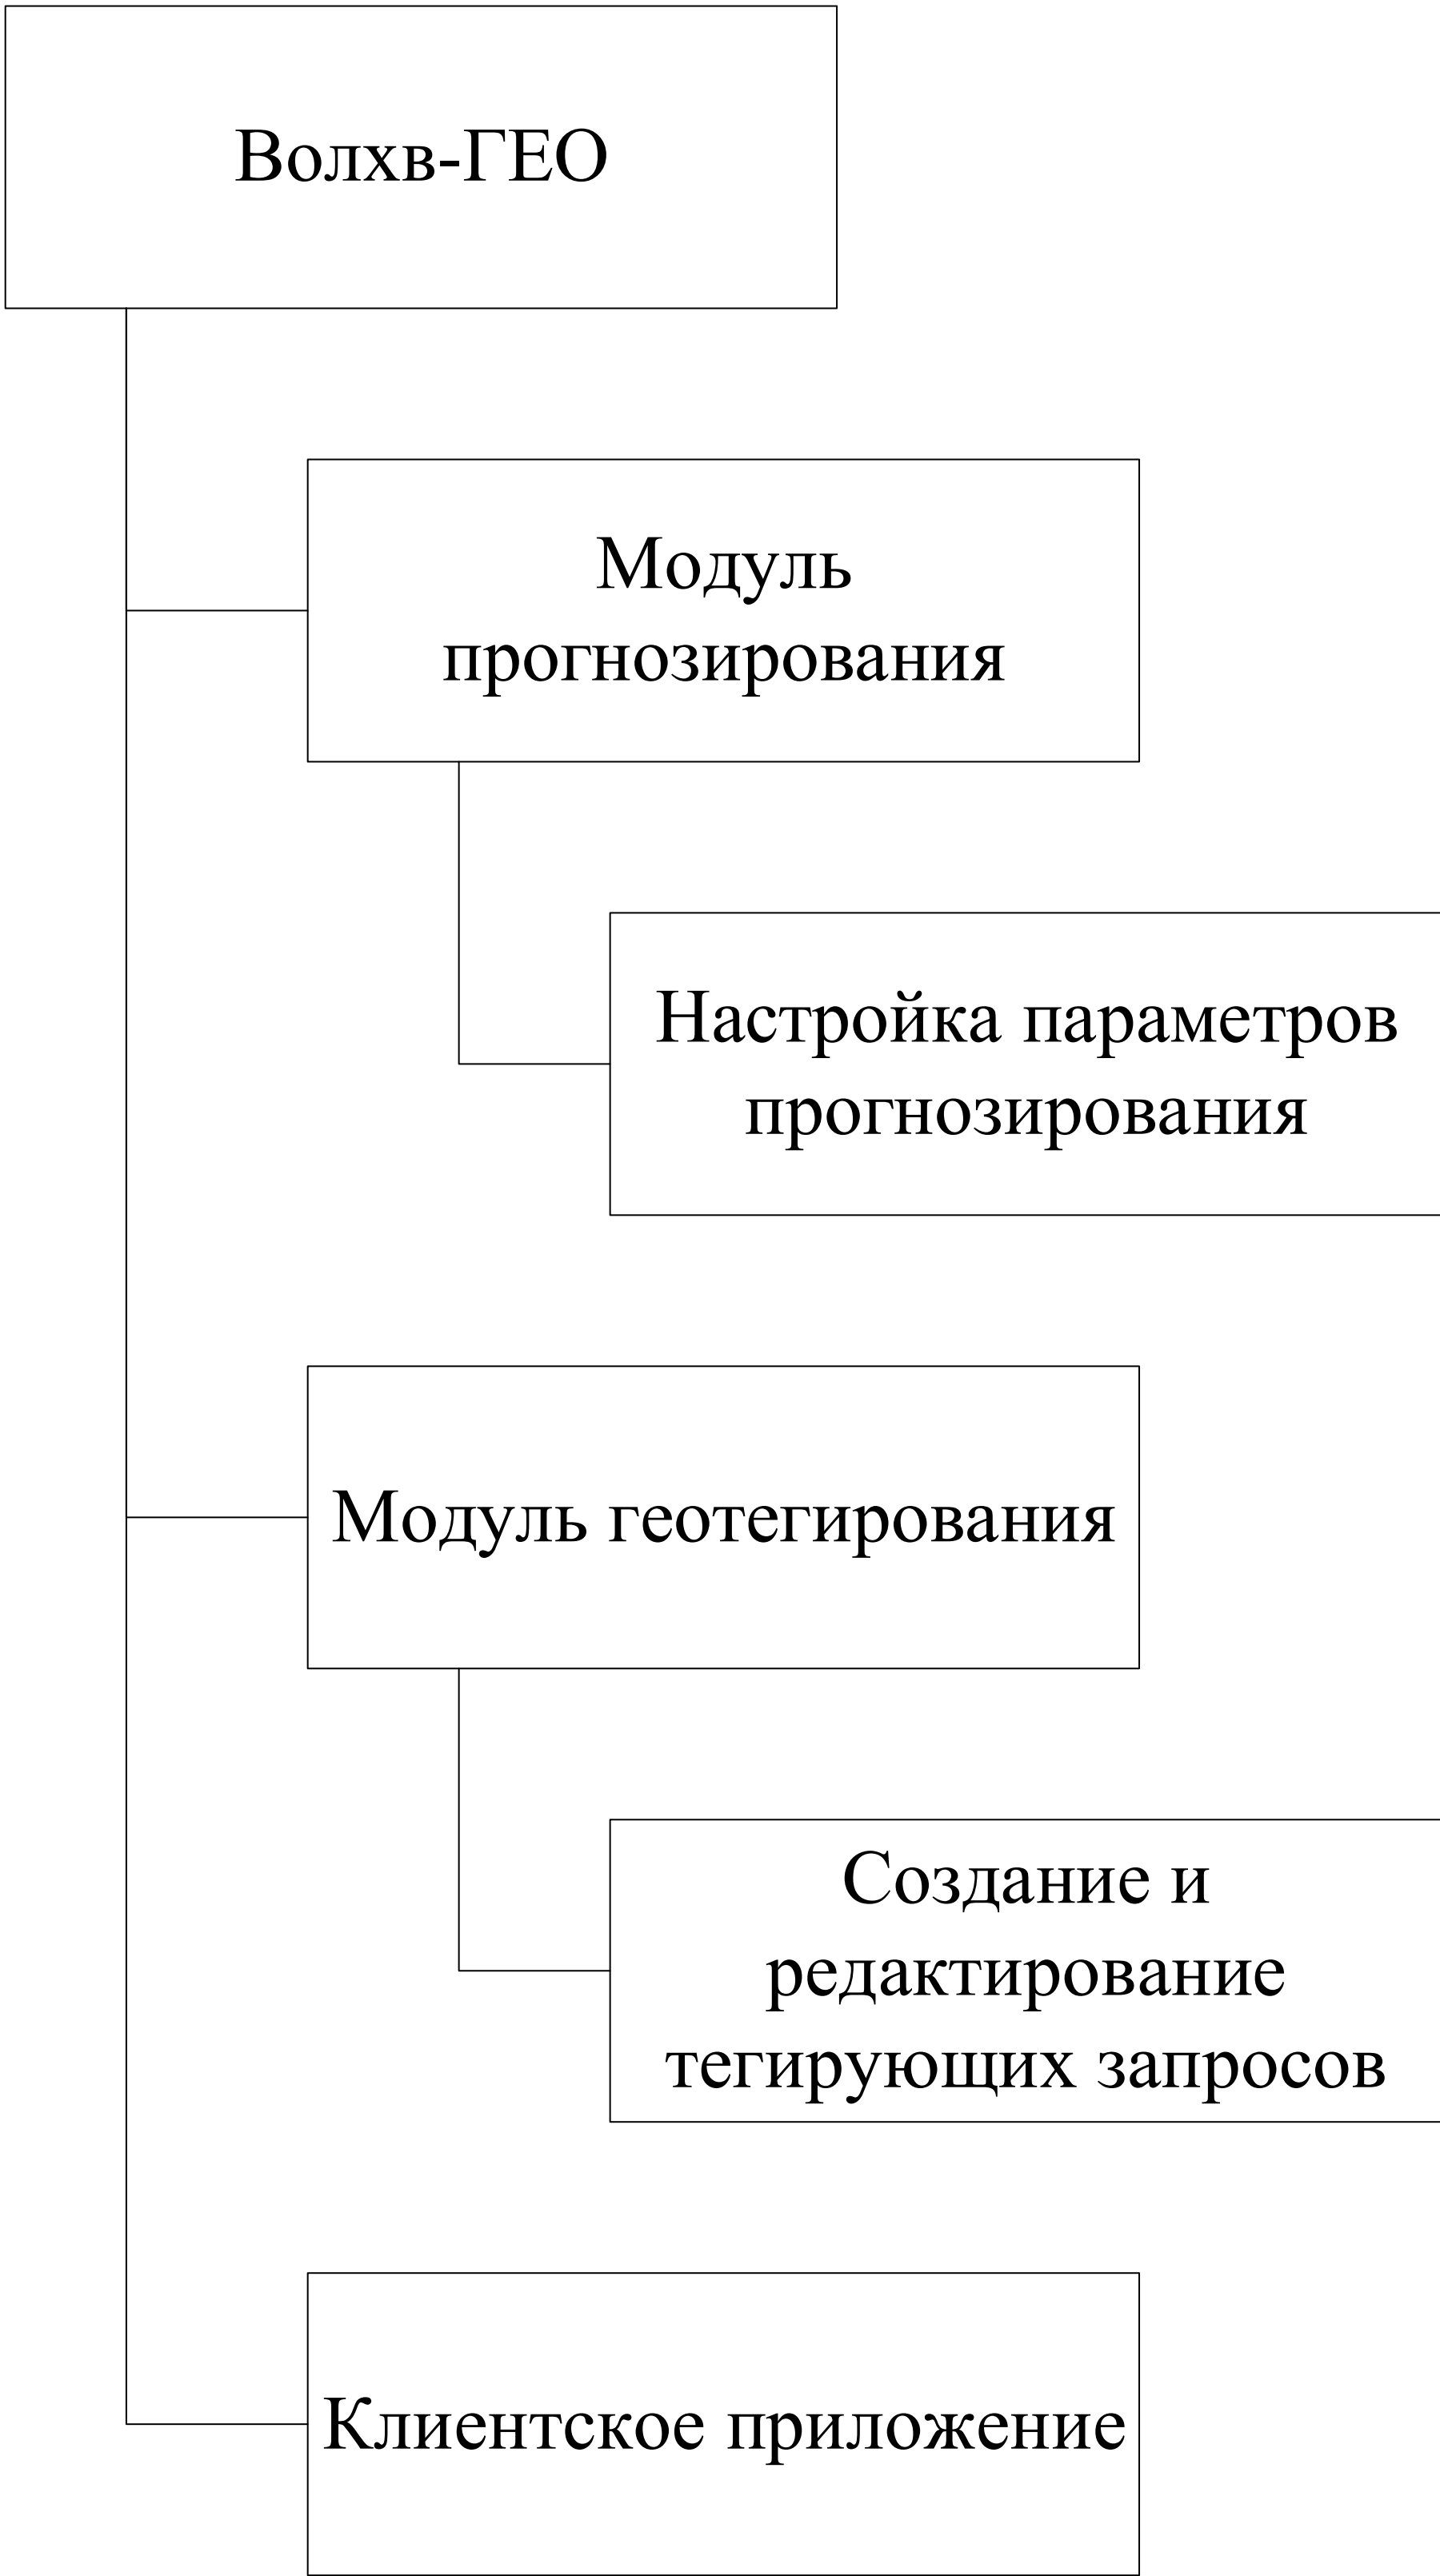 Волхв-ГЕО
Модуль
прогнозирования
Настройка параметров
прогнозирования
Модуль геотегирования
Создание и
редактирование
тегирующих запросов
Клиентское приложение